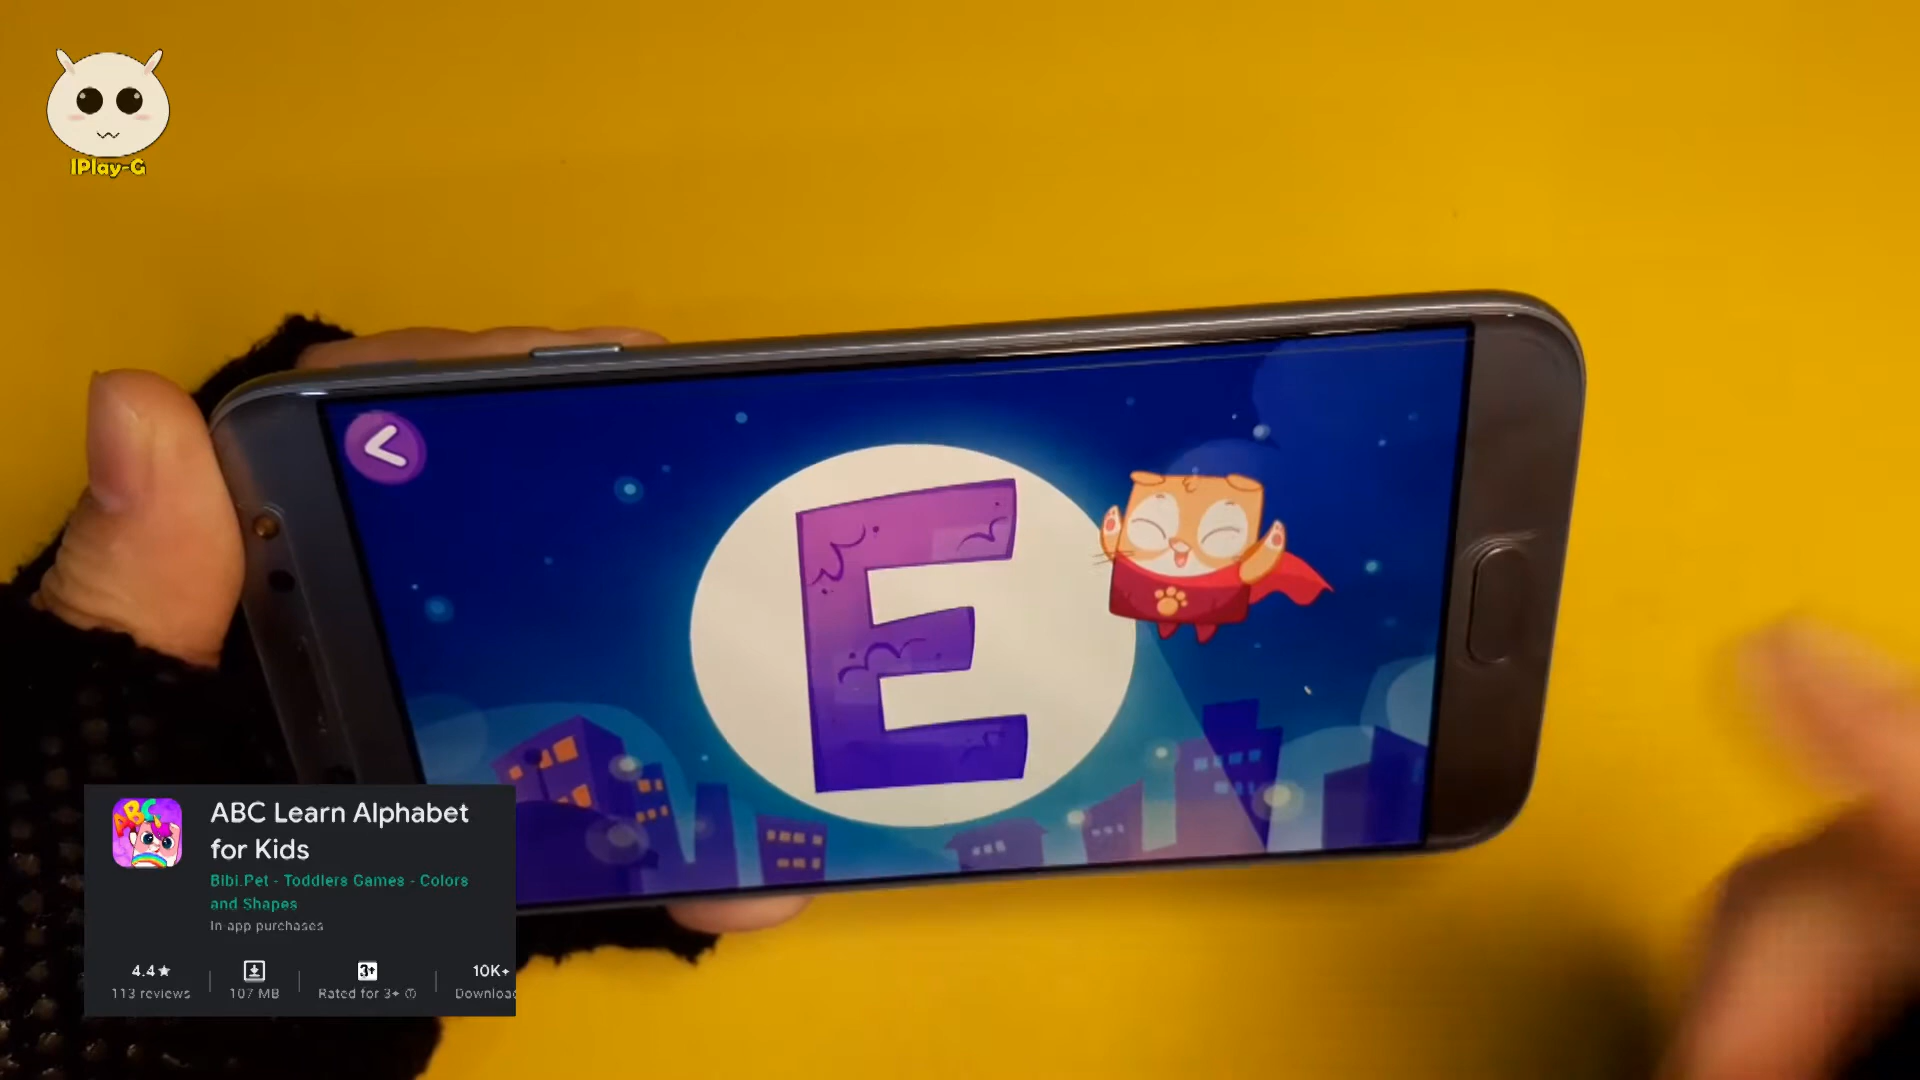 IPlay-G
E
ABC Learn Alphabet
for Kids
Bibi.Pet - Toddlers Games - Colors
and Shapes
In app purchases
4.4★
113 reviews
107 MB
3+
Rated for 3+
10K+
Downloa